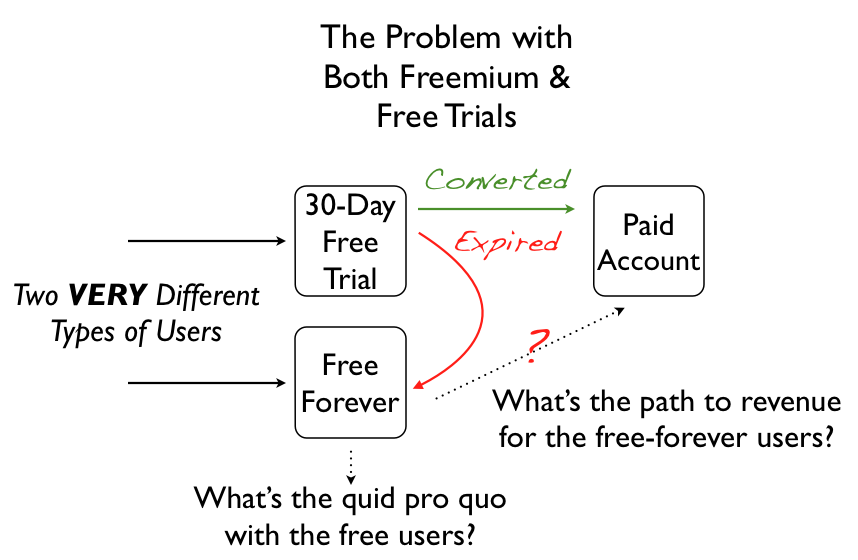 The Problem with
Both Freemium &
Free Trials
Converted
30-Day
Free
Trial
Expired
Paid
Account
Two VERY Different
Types of Users
Free
Forever
?
What's the path to revenue
for the free-forever users?
What's the quid pro quo
with the free users?